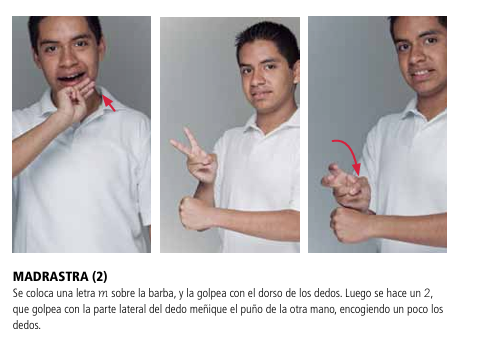 MADRASTRA (2)
Se coloca una letra m sobre la barba, y la golpea con el dorso de los dedos. Luego se hace un 2,
que golpea con la parte lateral del dedo meñique el puño de la otra mano, encogiendo un poco los
dedos.